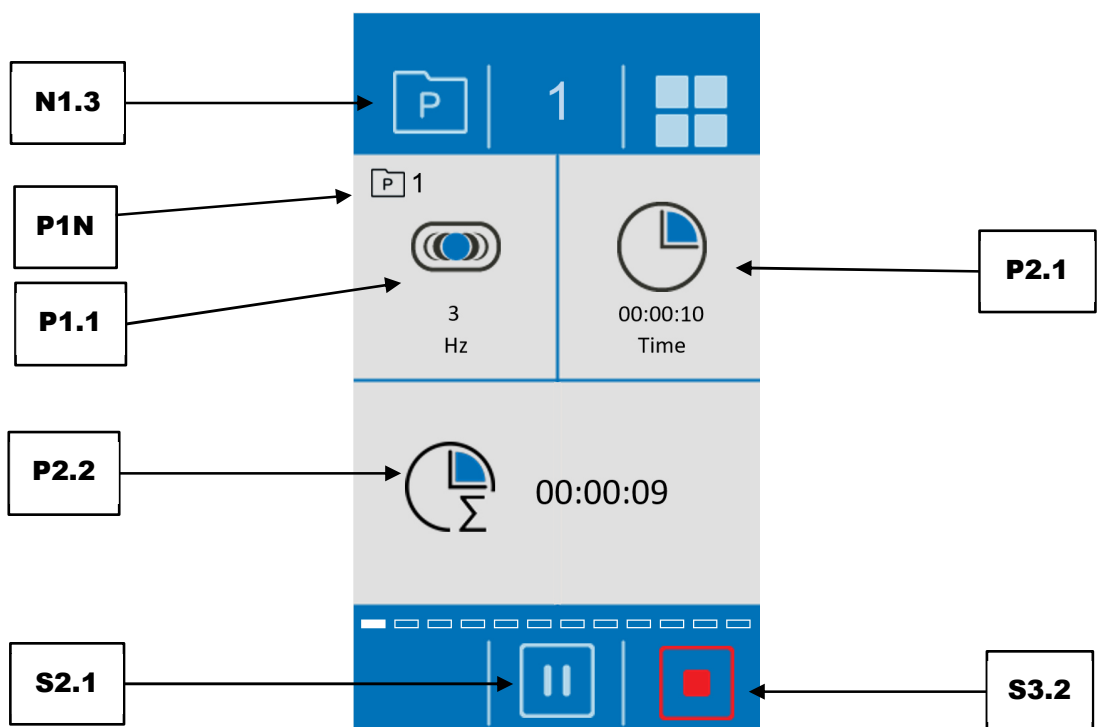 N1.3
P
1
P1N
P 1
P1.1
P2.1
3
00:00:10
Hz
Time
P2.2
Σ
00:00:09
S2.1
S3.2